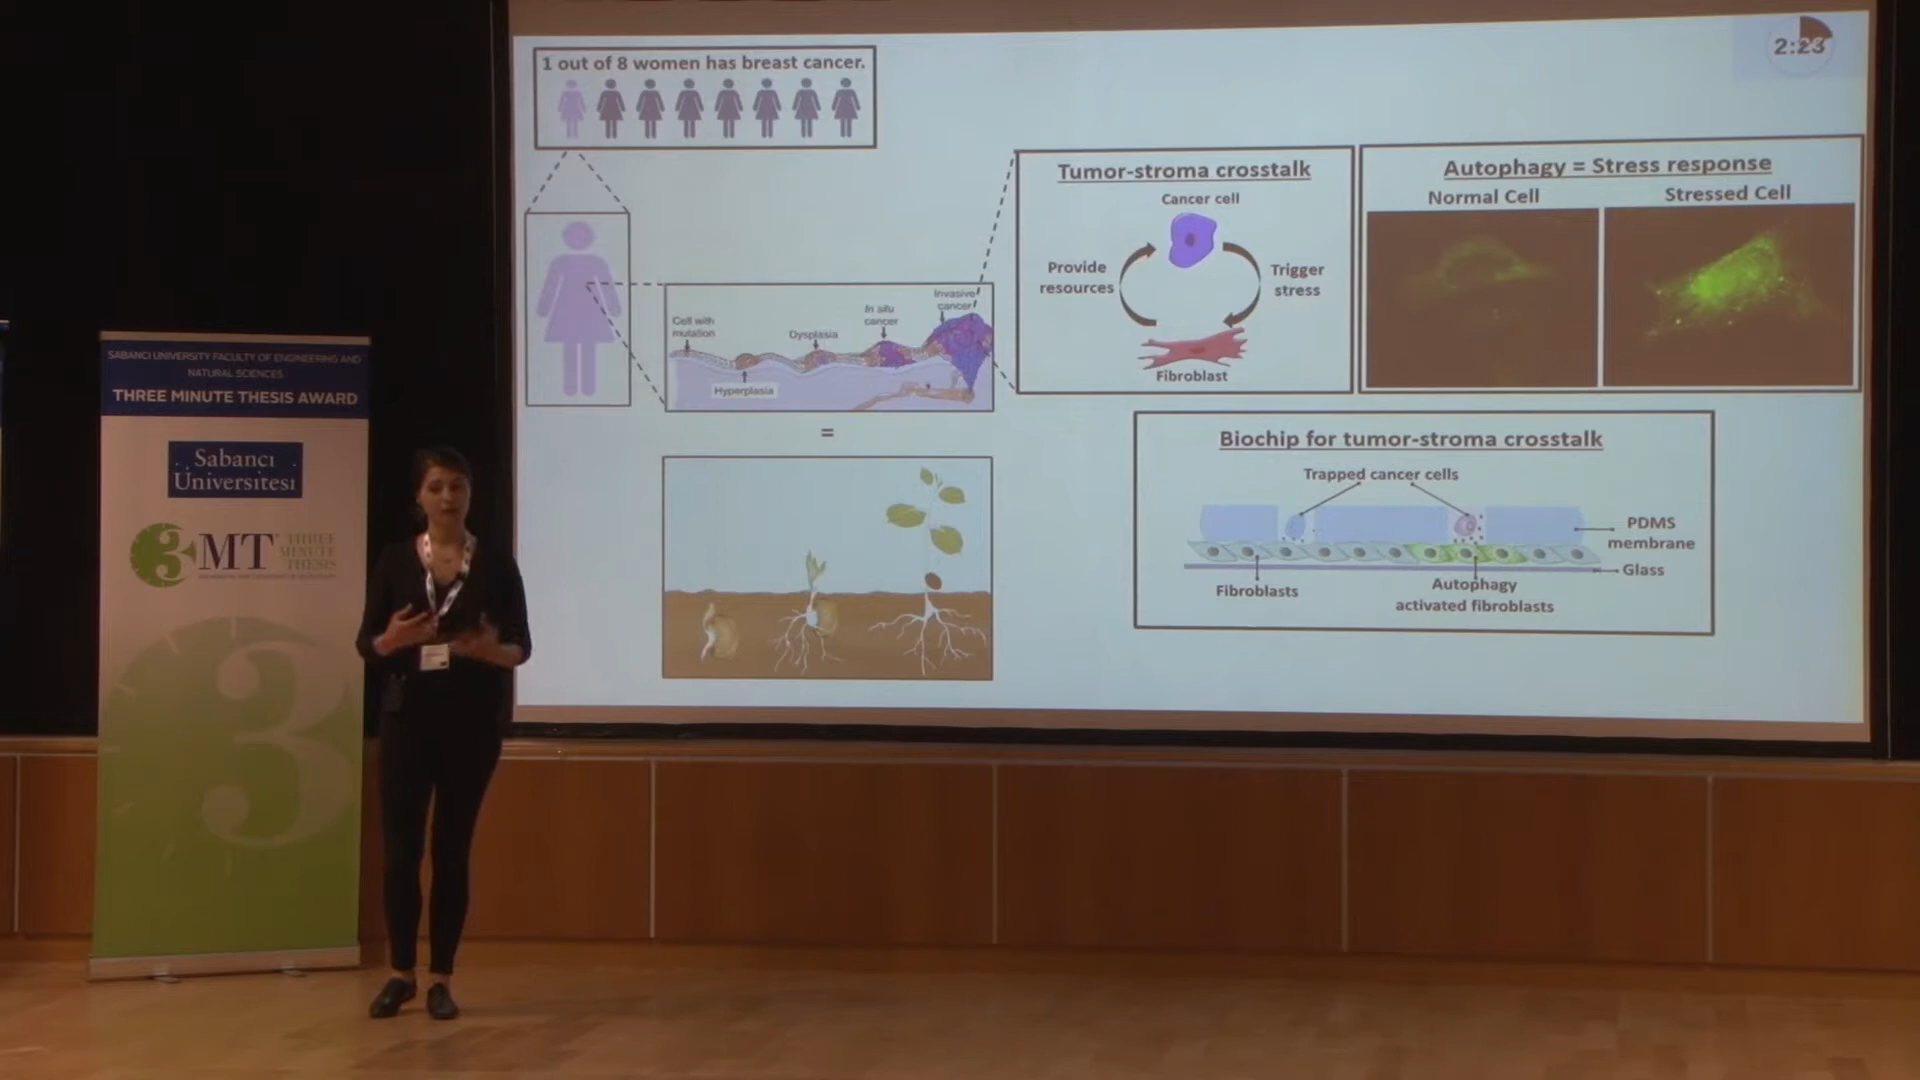 1 out of 8 women has breast cancer.
2:23
Tumor-stroma crosstalk
Cancer cell
Provide
resources
Trigger
stress
Fibroblast
Autophagy = Stress response
Normal Cell
Stressed Cell
Cell with
mutation
Hyperplasia
Dysplasia
In situ
cancer
Invasive
cancer
=
Biochip for tumor-stroma crosstalk
Trapped cancer cells
PDMS
membrane
Glass
Fibroblasts
Autophagy
activated fibroblasts
SABANCI UNIVERSITY FACULTY OF ENGINEERING AND
NATURAL SCIENCES
THREE MINUTE THESIS AWARD
Sabancı
Üniversitesi
3MT
THREE
MINUTE
THESIS
3